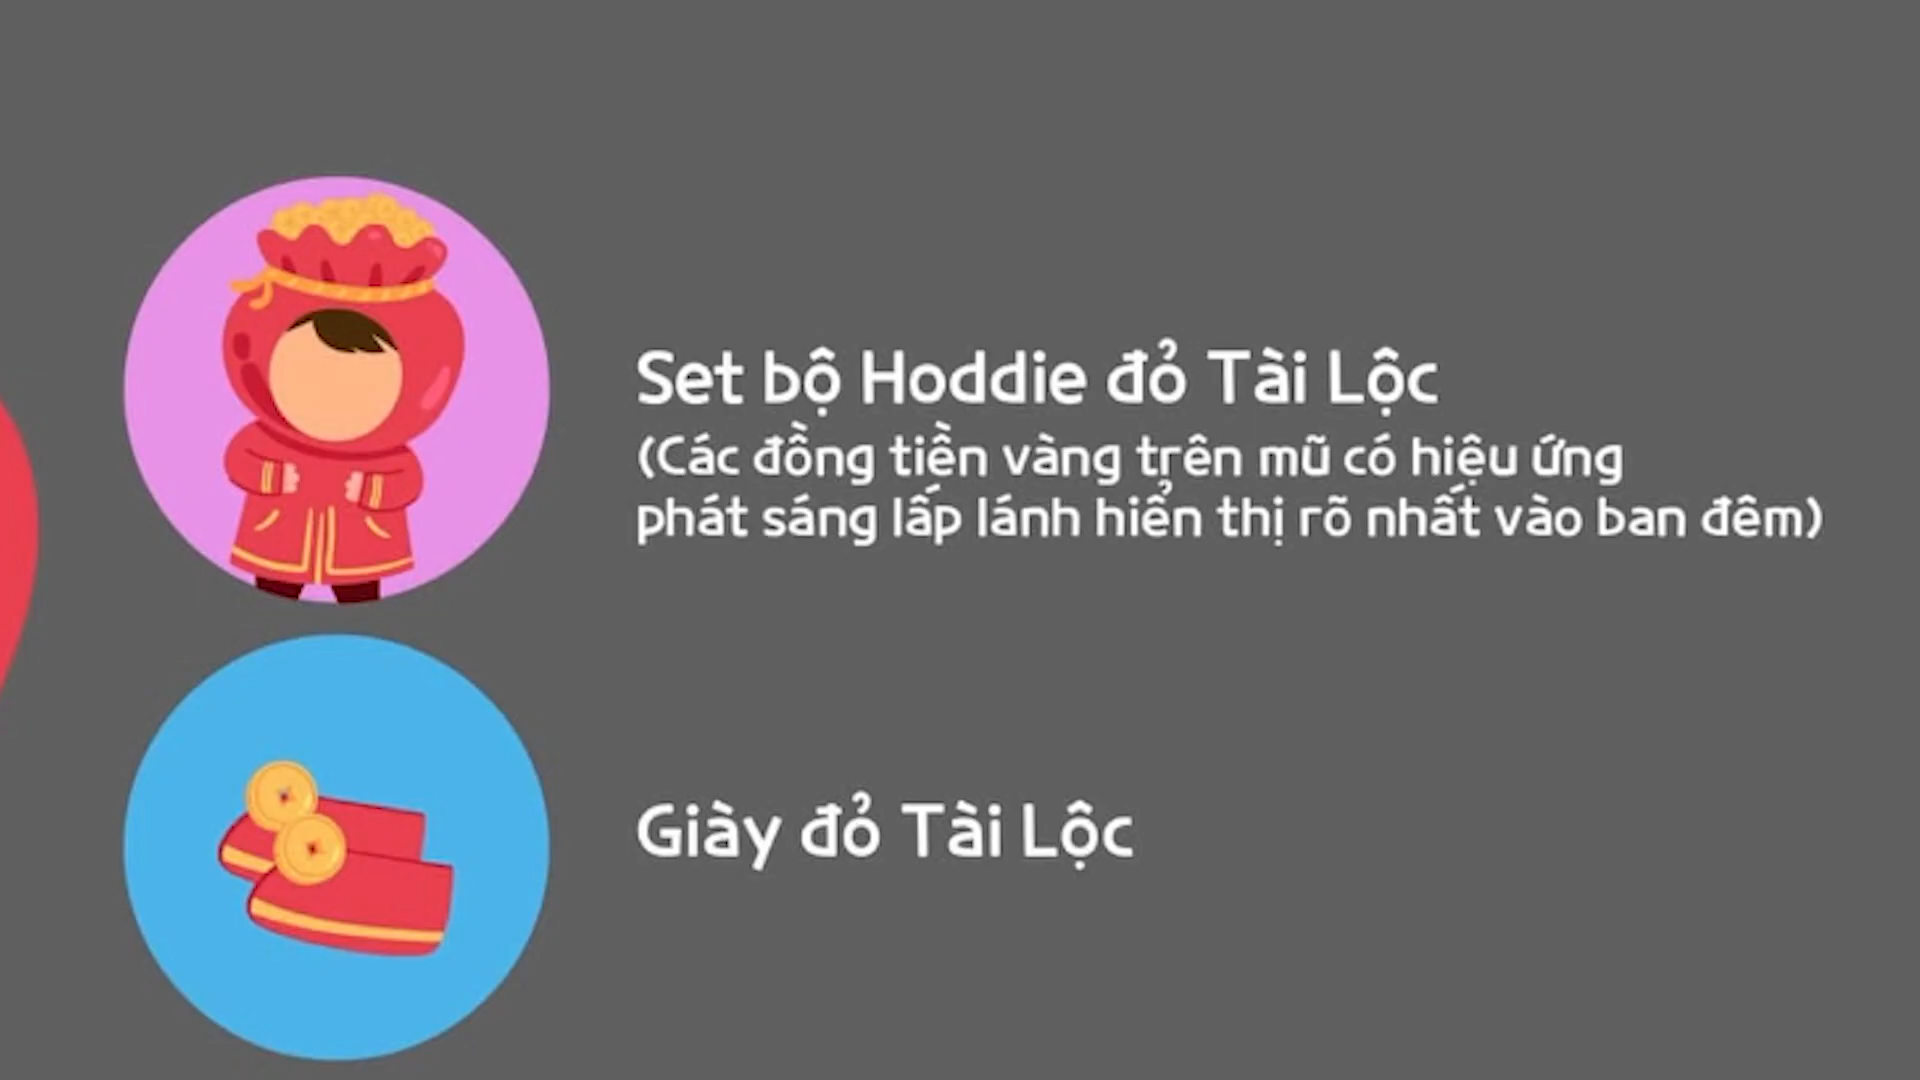 Set bộ Hoddie đỏ Tài Lộc
(Các đồng tiền vàng trên mũ có hiệu ứng
phát sáng lấp lánh hiển thị rõ nhất vào ban đêm)
Giày đỏ Tài Lộc